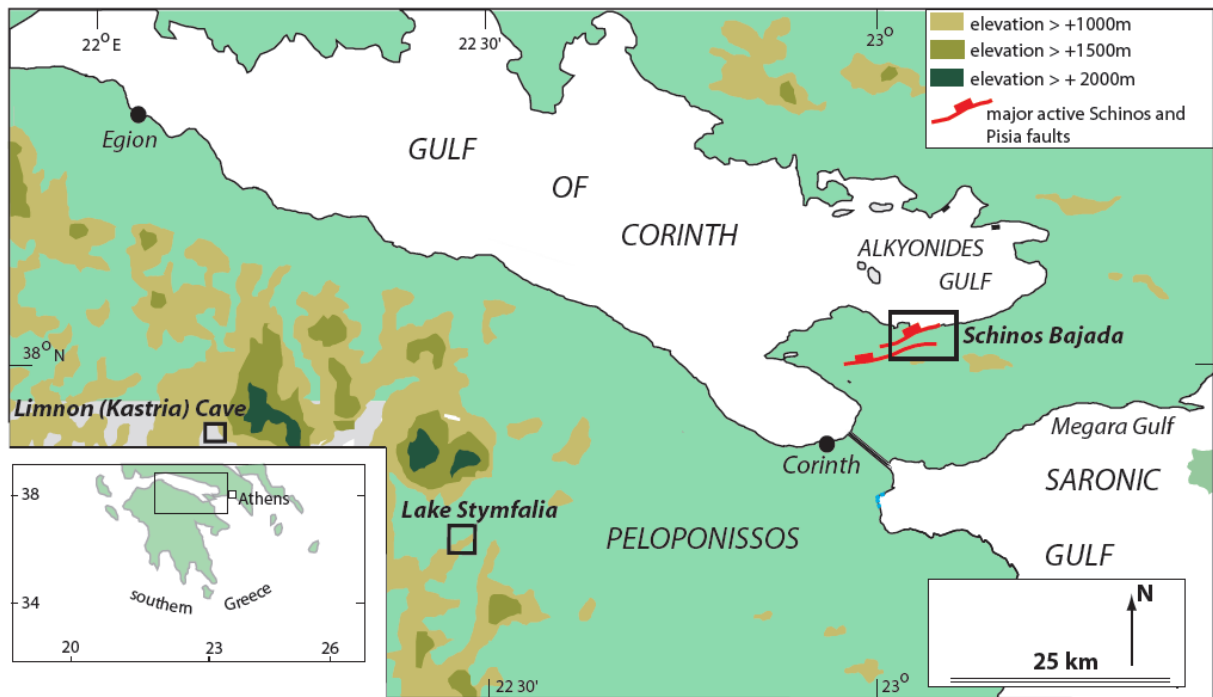 22° E
22 30'
23°
elevation > +1000m
elevation > +1500m
elevation > + 2000m
major active Schinos and
Pisia faults
Egion
GULF
OF
CORINTH
ALKYONIDES
GULF
Schinos Bajada
38° N
Limnon (Kastria) Cave
Megara Gulf
Corinth
SARONIC
GULF
Lake Stymfalia
PELOPONISSOS
38
Athens
34
southern Greece
20
23
26
N
25 km
22 30'
23°